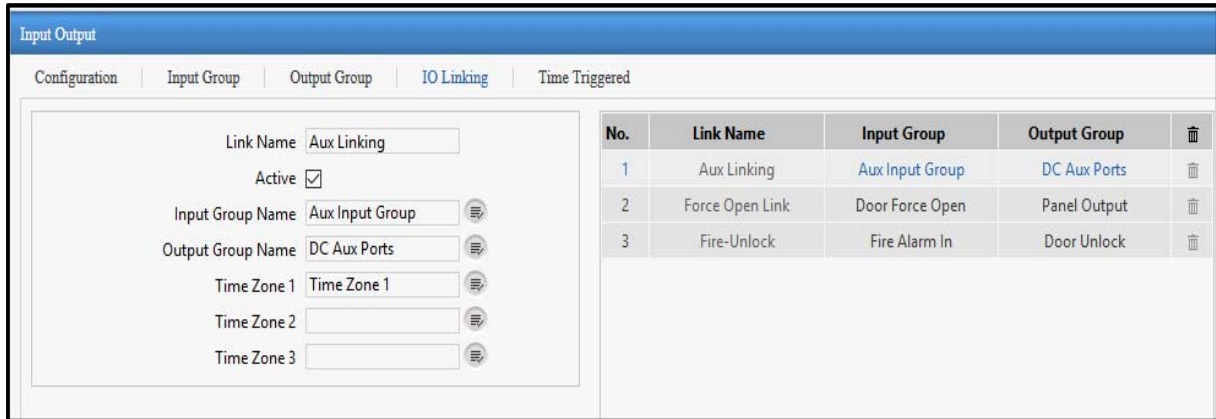 Input Output
Configuration Input Group Output Group IO Linking Time Triggered
Link Name Aux Linking
Active
Input Group Name Aux Input Group
Output Group Name DC Aux Ports
Time Zone 1 Time Zone 1
Time Zone 2
Time Zone 3
No. Link Name Input Group Output Group
1 Aux Linking Aux Input Group DC Aux Ports
2 Force Open Link Door Force Open Panel Output
3 Fire-Unlock Fire Alarm In Door Unlock